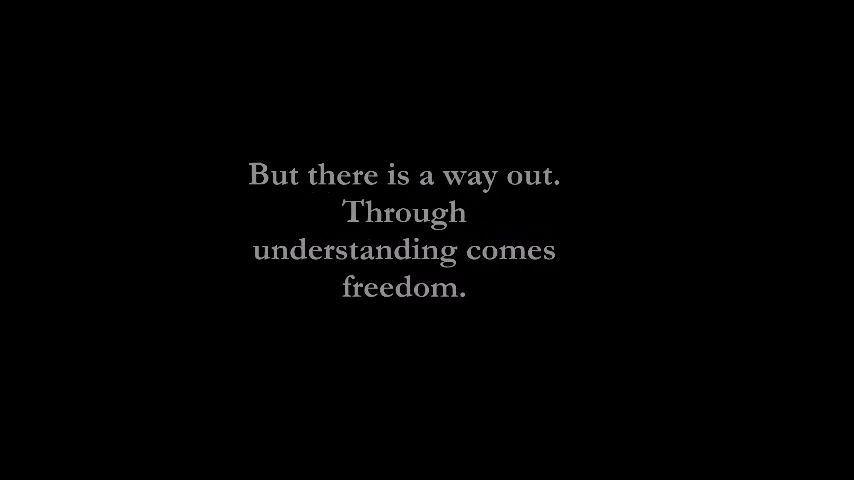 But there is a way out.
Through
understanding comes
freedom.